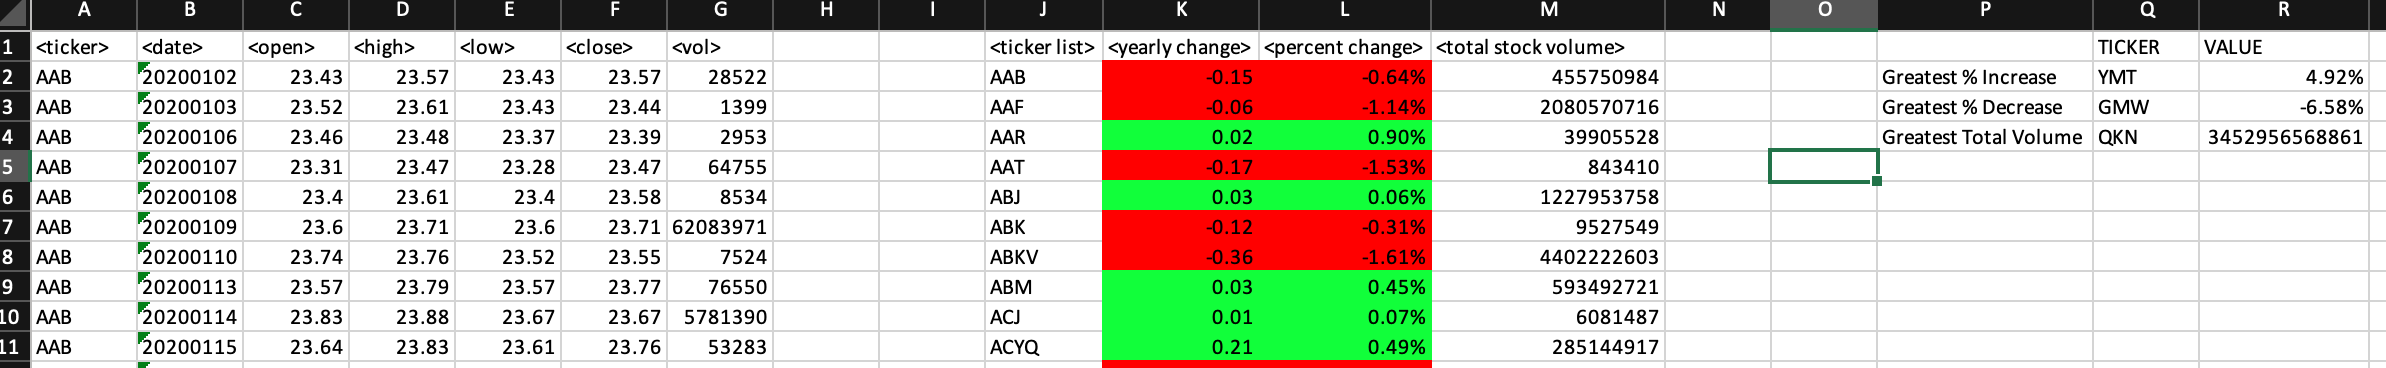 A B C D E F G H I J K L M N O P Q R
1 <ticker> <date> <open> <high> <low> <close> <vol> <ticker list> <yearly change> <percent change> <total stock volume> TICKER VALUE
2 AAB 20200102 23.43 23.57 23.43 23.57 28522 AAB -0.15 -0.64% 455750984 Greatest % Increase YMT 4.92%
3 AAB 20200103 23.52 23.61 23.43 23.44 1399 AAF -0.06 -1.14% 2080570716 Greatest % Decrease GMW -6.58%
4 AAB 20200106 23.46 23.48 23.37 23.39 2953 AAR 0.02 0.90% 39905528 Greatest Total Volume QKN 3452956568861
5 AAB 20200107 23.31 23.47 23.28 23.47 64755 AAT -0.17 -1.53% 843410
6 AAB 20200108 23.4 23.61 23.4 23.58 8534 ABJ 0.03 0.06% 1227953758
7 AAB 20200109 23.6 23.71 23.6 23.71 62083971 ABK -0.12 -0.31% 9527549
8 AAB 20200110 23.74 23.76 23.52 23.55 7524 ABKV -0.36 -1.61% 4402222603
9 AAB 20200113 23.57 23.79 23.57 23.77 76550 ABM 0.03 0.45% 593492721
10 AAB 20200114 23.83 23.88 23.67 23.67 5781390 ACJ 0.01 0.07% 6081487
11 AAB 20200115 23.64 23.83 23.61 23.76 53283 ACYQ 0.21 0.49% 285144917